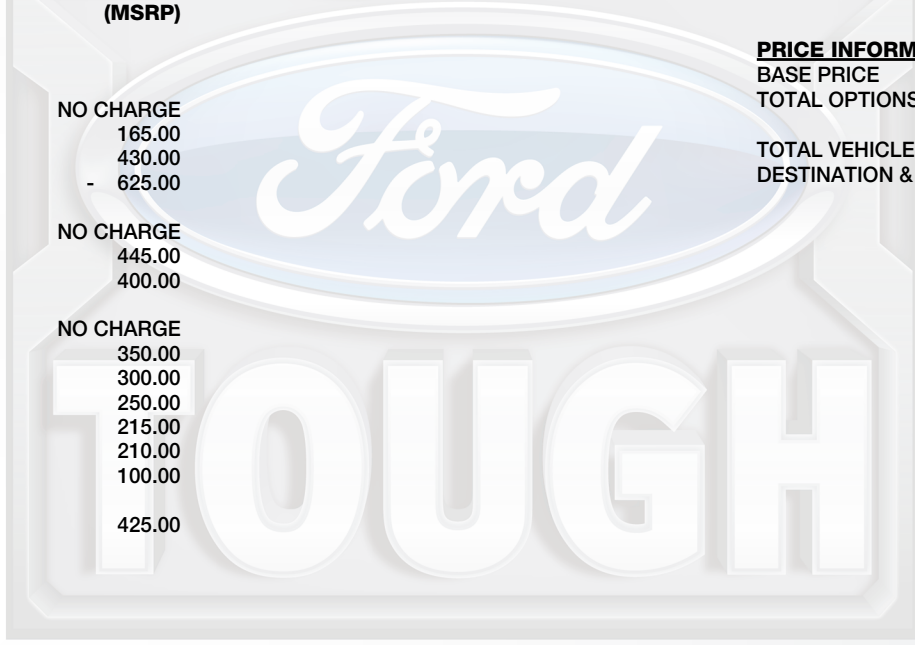 (MSRP)
PRICE INFORM
BASE PRICE
TOTAL OPTIONS
TOTAL VEHICLE
DESTINATION &
NO CHARGE
165.00
430.00
- 625.00
NO CHARGE
445.00
400.00
NO CHARGE
350.00
300.00
250.00
215.00
210.00
100.00
425.00
Ford
TOUGH